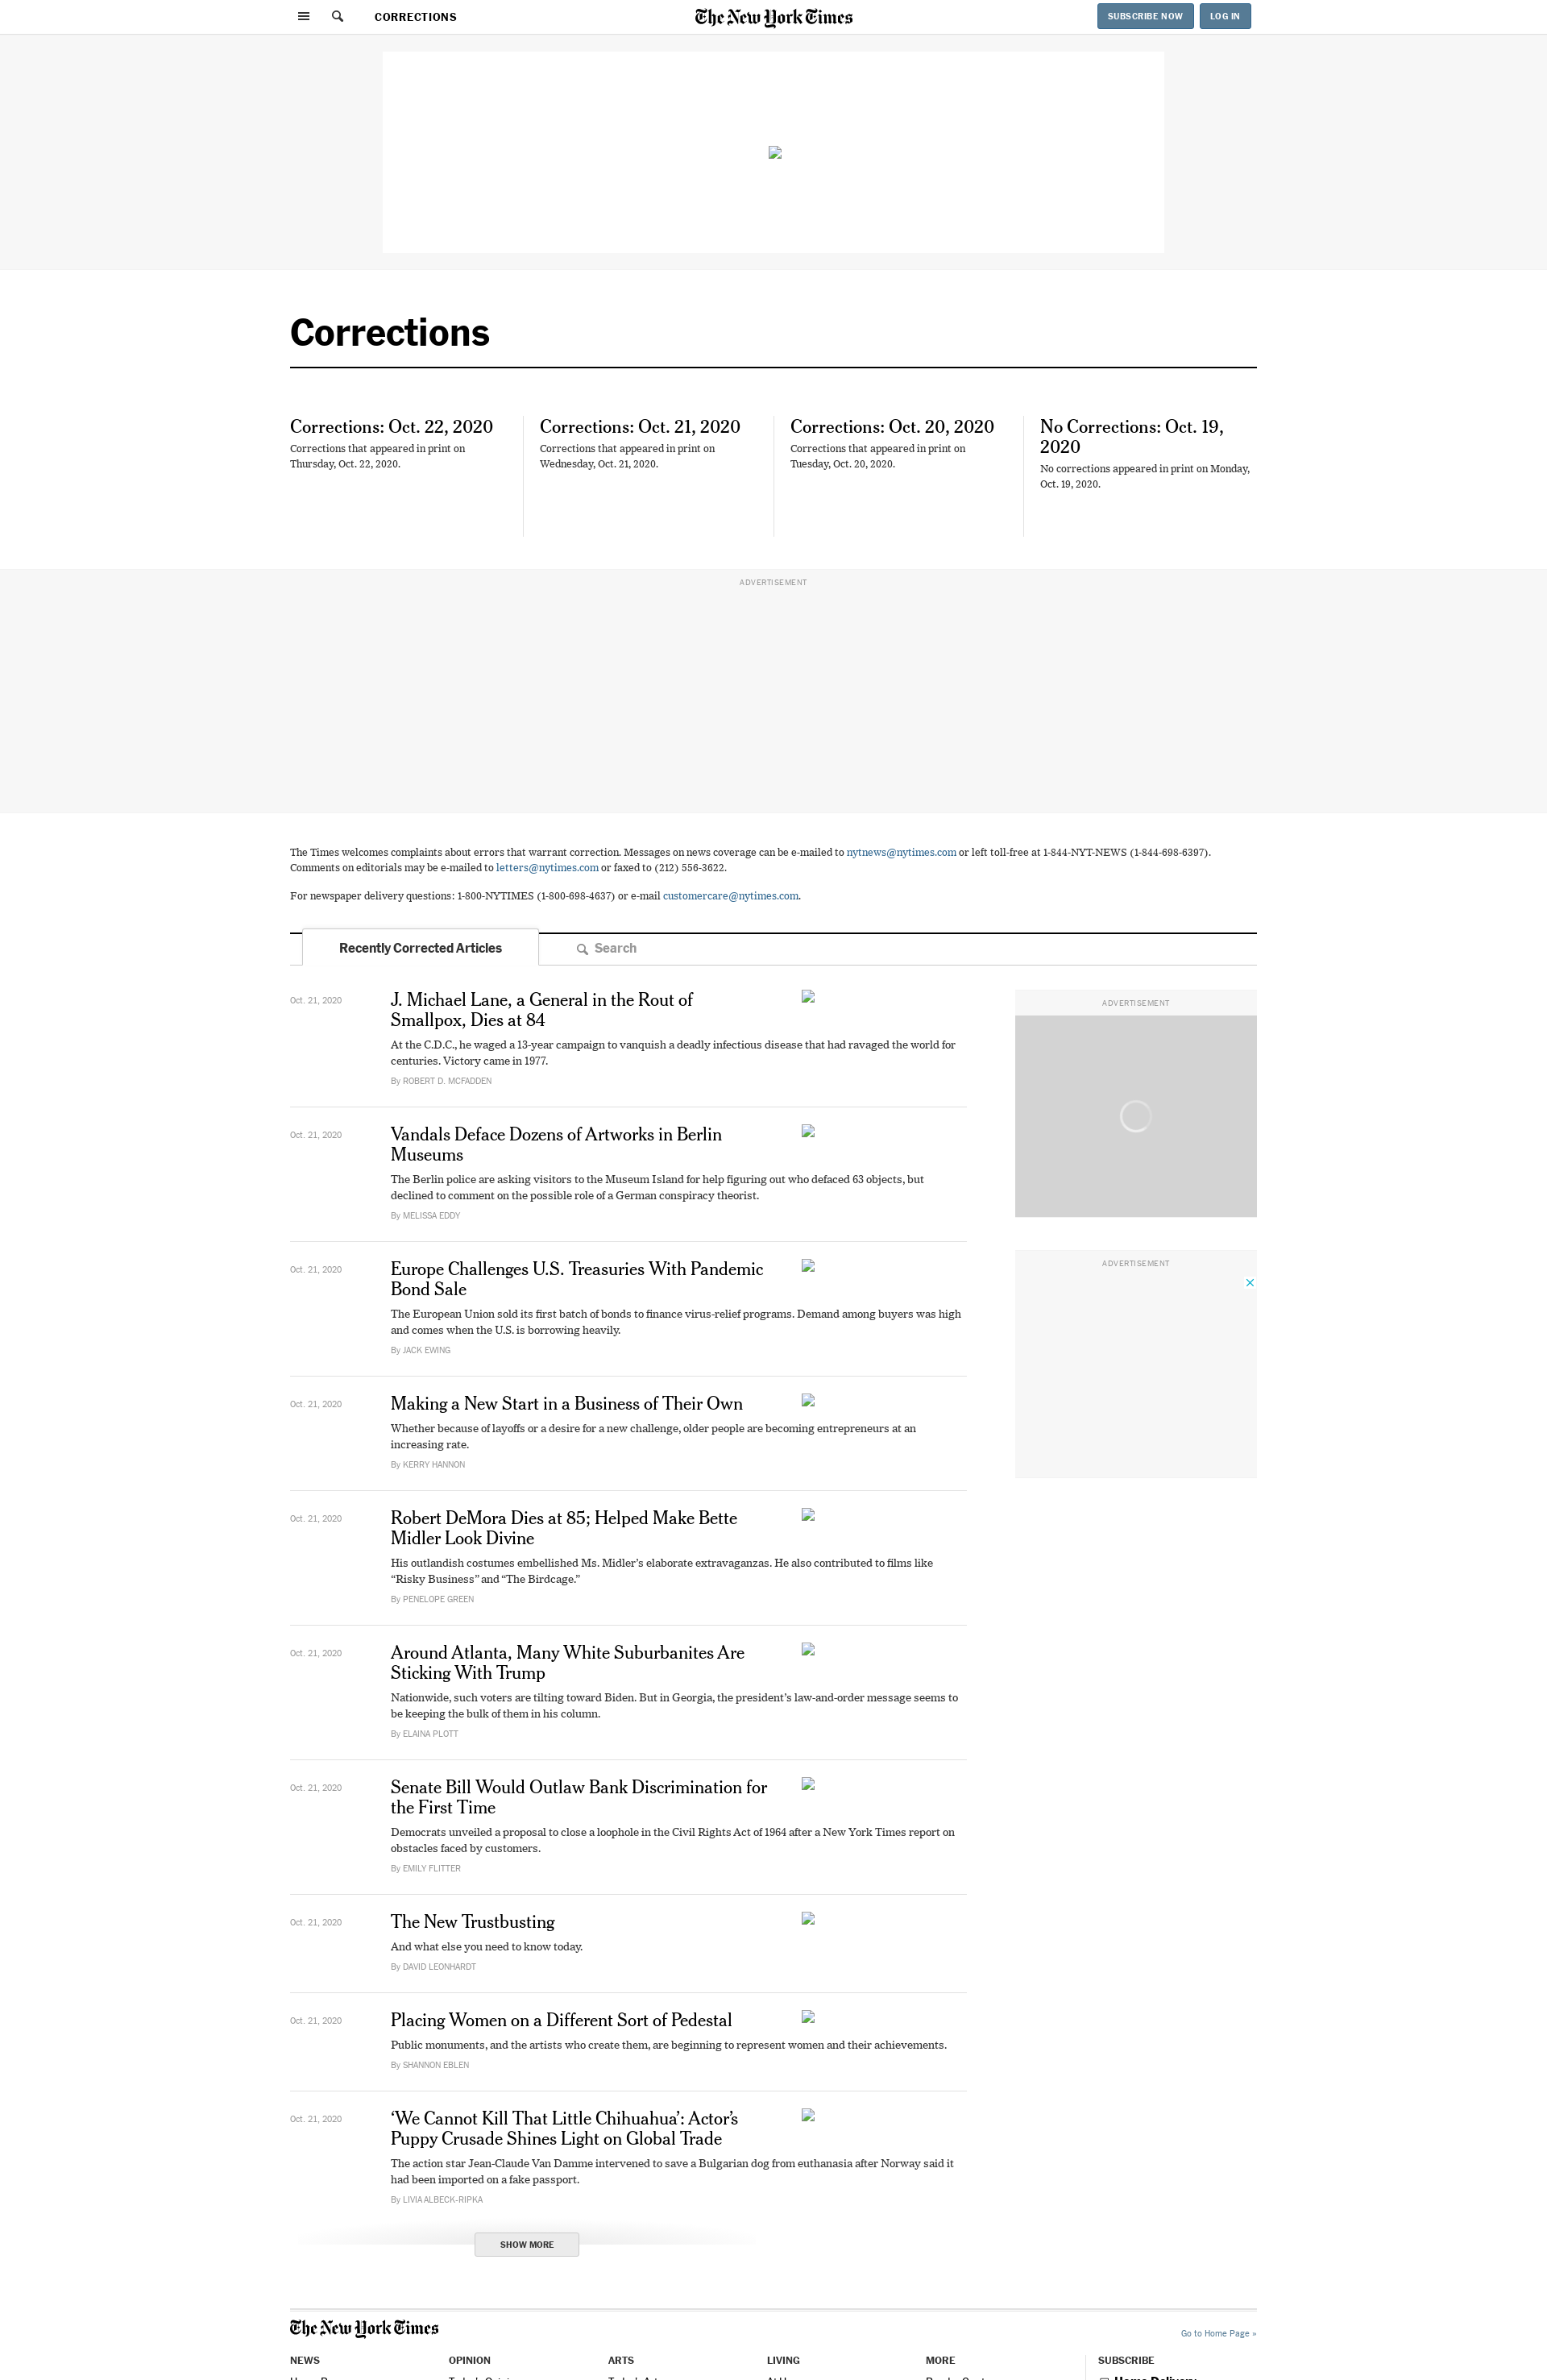 CORRECTIONS
The New York Times
SUBSCRIBE NOW
LOG IN
Corrections
Corrections: Oct. 22, 2020
Corrections that appeared in print on
Thursday, Oct. 22, 2020.
Corrections: Oct. 21, 2020
Corrections that appeared in print on
Wednesday, Oct. 21, 2020.
Corrections: Oct. 20, 2020
Corrections that appeared in print on
Tuesday, Oct. 20, 2020.
No Corrections: Oct. 19,
2020
No corrections appeared in print on Monday,
Oct. 19, 2020.
ADVERTISEMENT
The Times welcomes complaints about errors that warrant correction. Messages on news coverage can be e-mailed to nytnews@nytimes.com or left toll-free at 1-844-NYT-NEWS (1-844-698-6397).
Comments on editorials may be e-mailed to letters@nytimes.com or faxed to (212) 556-3622.
For newspaper delivery questions: 1-800-NYTIMES (1-800-698-4637) or e-mail customercare@nytimes.com.
Recently Corrected Articles
Search
Oct. 21, 2020
J. Michael Lane, a General in the Rout of
Smallpox, Dies at 84
At the C.D.C., he waged a 13-year campaign to vanquish a deadly infectious disease that had ravaged the world for
centuries. Victory came in 1977.
By ROBERT D. MCFADDEN
ADVERTISEMENT
Oct. 21, 2020
Vandals Deface Dozens of Artworks in Berlin
Museums
The Berlin police are asking visitors to the Museum Island for help figuring out who defaced 63 objects, but
declined to comment on the possible role of a German conspiracy theorist.
By MELISSA EDDY
ADVERTISEMENT
Oct. 21, 2020
Europe Challenges U.S. Treasuries With Pandemic
Bond Sale
The European Union sold its first batch of bonds to finance virus-relief programs. Demand among buyers was high
and comes when the U.S. is borrowing heavily.
By JACK EWING
Oct. 21, 2020
Making a New Start in a Business of Their Own
Whether because of layoffs or a desire for a new challenge, older people are becoming entrepreneurs at an
increasing rate.
By KERRY HANNON
Oct. 21, 2020
Robert DeMora Dies at 85; Helped Make Bette
Midler Look Divine
His outlandish costumes embellished Ms. Midler’s elaborate extravaganzas. He also contributed to films like
“Risky Business” and “The Birdcage.”
By PENELOPE GREEN
Oct. 21, 2020
Around Atlanta, Many White Suburbanites Are
Sticking With Trump
Nationwide, such voters are tilting toward Biden. But in Georgia, the president’s law-and-order message seems to
be keeping the bulk of them in his column.
By ELAINA PLOTT
Oct. 21, 2020
Senate Bill Would Outlaw Bank Discrimination for
the First Time
Democrats unveiled a proposal to close a loophole in the Civil Rights Act of 1964 after a New York Times report on
obstacles faced by customers.
By EMILY FLITTER
Oct. 21, 2020
The New Trustbusting
And what else you need to know today.
By DAVID LEONHARDT
Oct. 21, 2020
Placing Women on a Different Sort of Pedestal
Public monuments, and the artists who create them, are beginning to represent women and their achievements.
By SHANNON EBLEN
Oct. 21, 2020
‘We Cannot Kill That Little Chihuahua’: Actor’s
Puppy Crusade Shines Light on Global Trade
The action star Jean-Claude Van Damme intervened to save a Bulgarian dog from euthanasia after Norway said it
had been imported on a fake passport.
By LIVIA ALBECK-RIPKA
SHOW MORE
The New York Times
Go to Home Page »
NEWS
OPINION
ARTS
LIVING
MORE
SUBSCRIBE